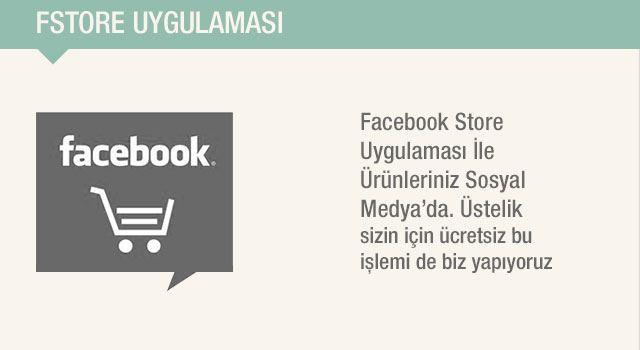 FSTORE UYGULAMASI
facebook.
Facebook Store
Uygulaması İle
Ürünleriniz Sosyal
Medya'da. Üstelik
sizin için ücretsiz bu
işlemi de biz yapıyoruz